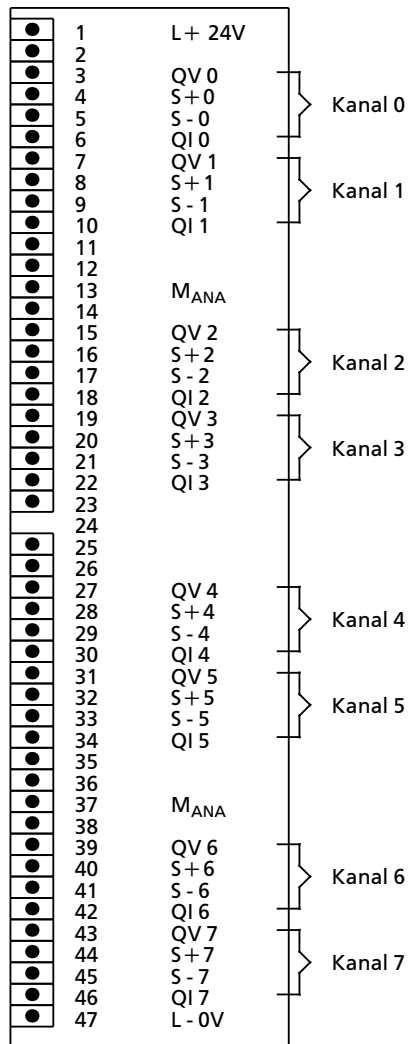 1 L+ 24V
2
3 QV 0
4 S+0 Kanal 0
5 S-0
6 QI 0
7 QV 1
8 S+1 Kanal 1
9 S-1
10 QI 1
11
12
13 MANA
14
15 QV 2
16 S+2 Kanal 2
17 S-2
18 QI 2
19 QV 3
20 S+3 Kanal 3
21 S-3
22 QI 3
23
24
25
26
27 QV 4
28 S+4 Kanal 4
29 S-4
30 QI 4
31 QV 5
32 S+5 Kanal 5
33 S-5
34 QI 5
35
36
37 MANA
38
39 QV 6
40 S+6 Kanal 6
41 S-6
42 QI 6
43 QV 7
44 S+7 Kanal 7
45 S-7
46 QI 7
47 L-0V